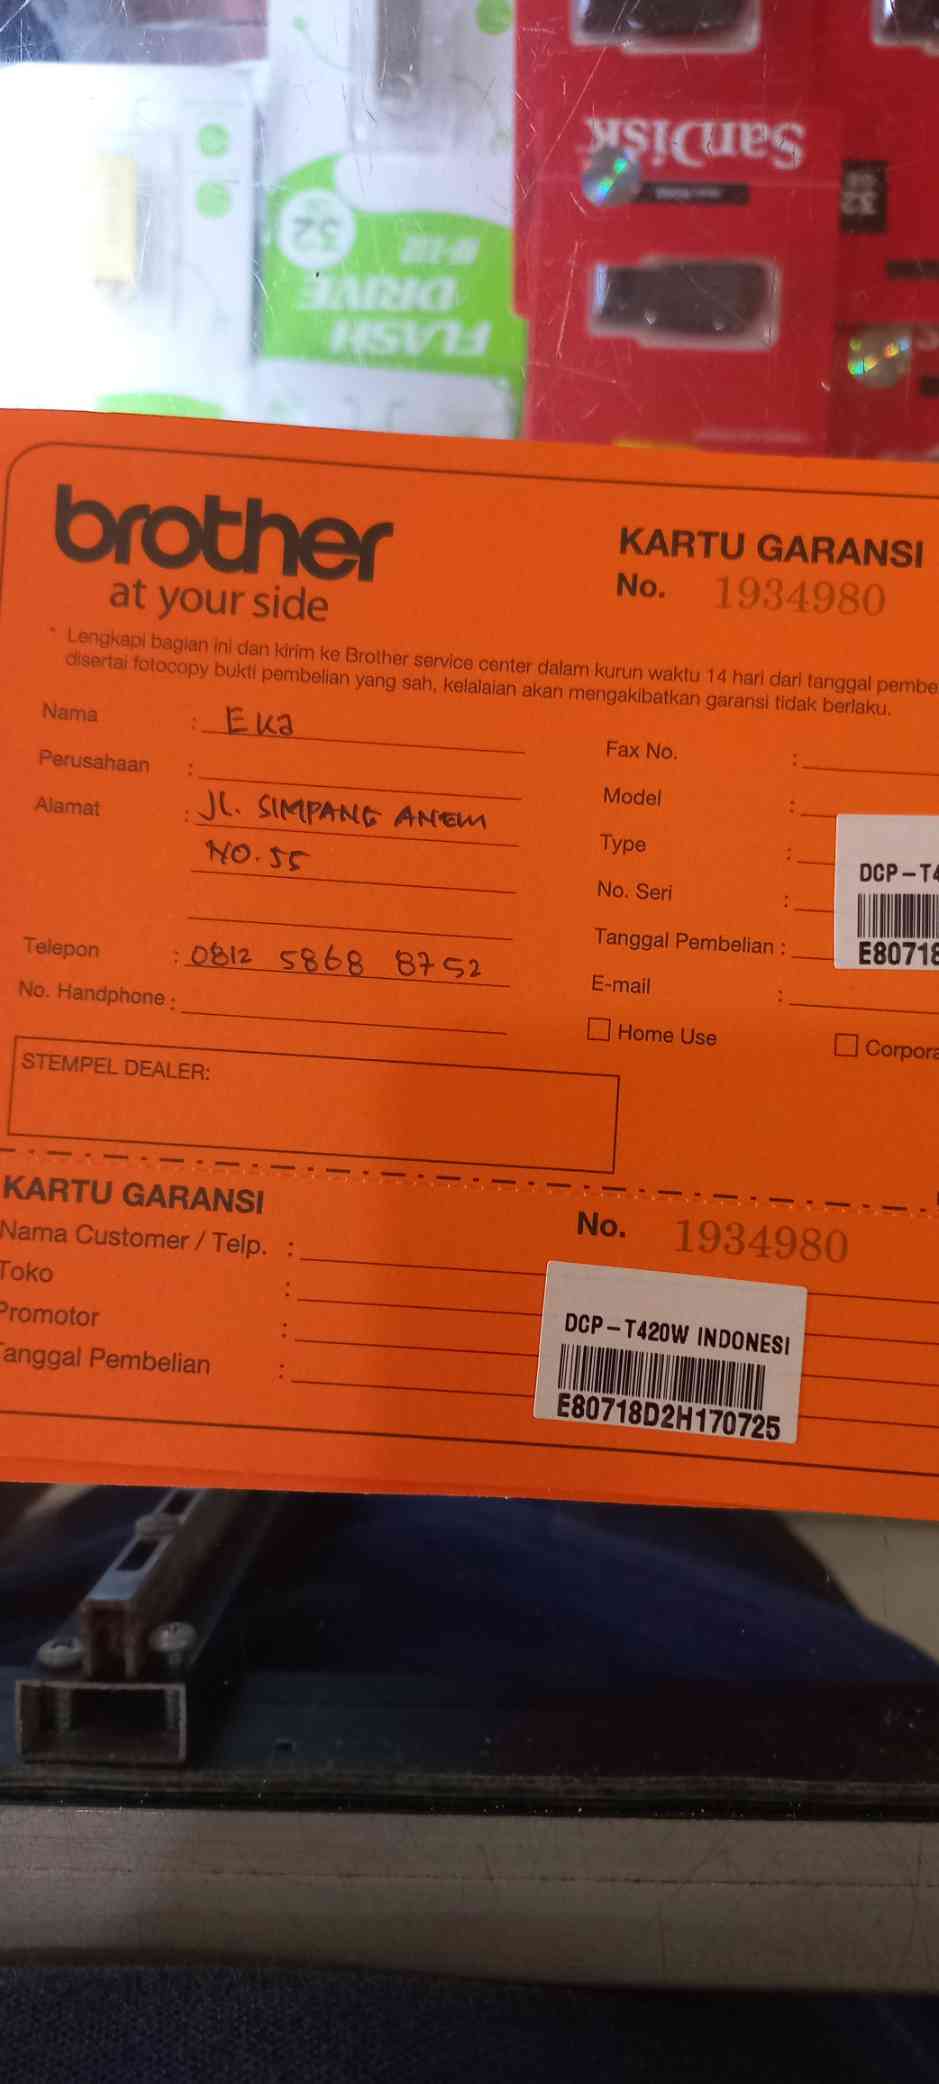 SanDisk
32
32
GB
DRIVE
FLASH
brother
at your side
KARTU GARANSI
No. 1934980
* Lengkapi bagian ini dan kirim ke Brother service center dalam kurun waktu 14 hari dari tanggal pembe
disertai fotocopy bukti pembelian yang sah, kelalaian akan mengakibatkan garansi tidak berlaku.
Nama : Eka
Perusahaan :
Alamat : JL. SIMPANG ANEM
NO. 55
Telepon : 0812 5868 8752
No. Handphone :
Fax No. :
Model :
Type :
No. Seri :
Tanggal Pembelian :
E-mail :
DCP-T4
E80718
Home Use
Corpora
STEMPEL DEALER:
KARTU GARANSI
No. 1934980
Nama Customer / Telp. :
Toko :
Promotor :
Tanggal Pembelian :
DCP-T420W INDONESI
E80718D2H170725